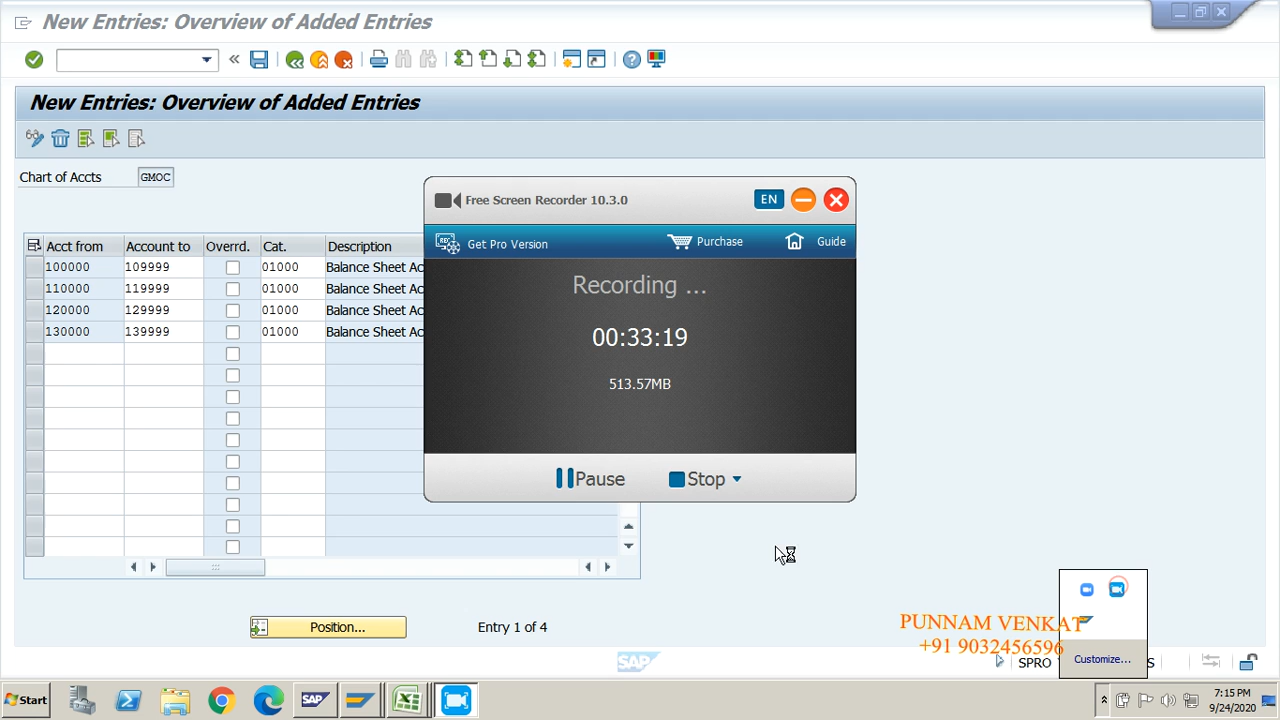 New Entries: Overview of Added Entries
New Entries: Overview of Added Entries
Chart of Accts GMOC
Acct from Account to Overrd. Cat. Description
100000 109999 01000 Balance Sheet Ac
110000 119999 01000 Balance Sheet Ac
120000 129999 01000 Balance Sheet Ac
130000 139999 01000 Balance Sheet Ac
Free Screen Recorder 10.3.0 EN
Get Pro Version Purchase Guide
Recording ...
00:33:19
513.57MB
Pause Stop
Position... Entry 1 of 4
PUNNAM VENKAT
+91 9032456596
SAP SPRO Customize... S
Start SAP 7:15 PM
9/24/2020